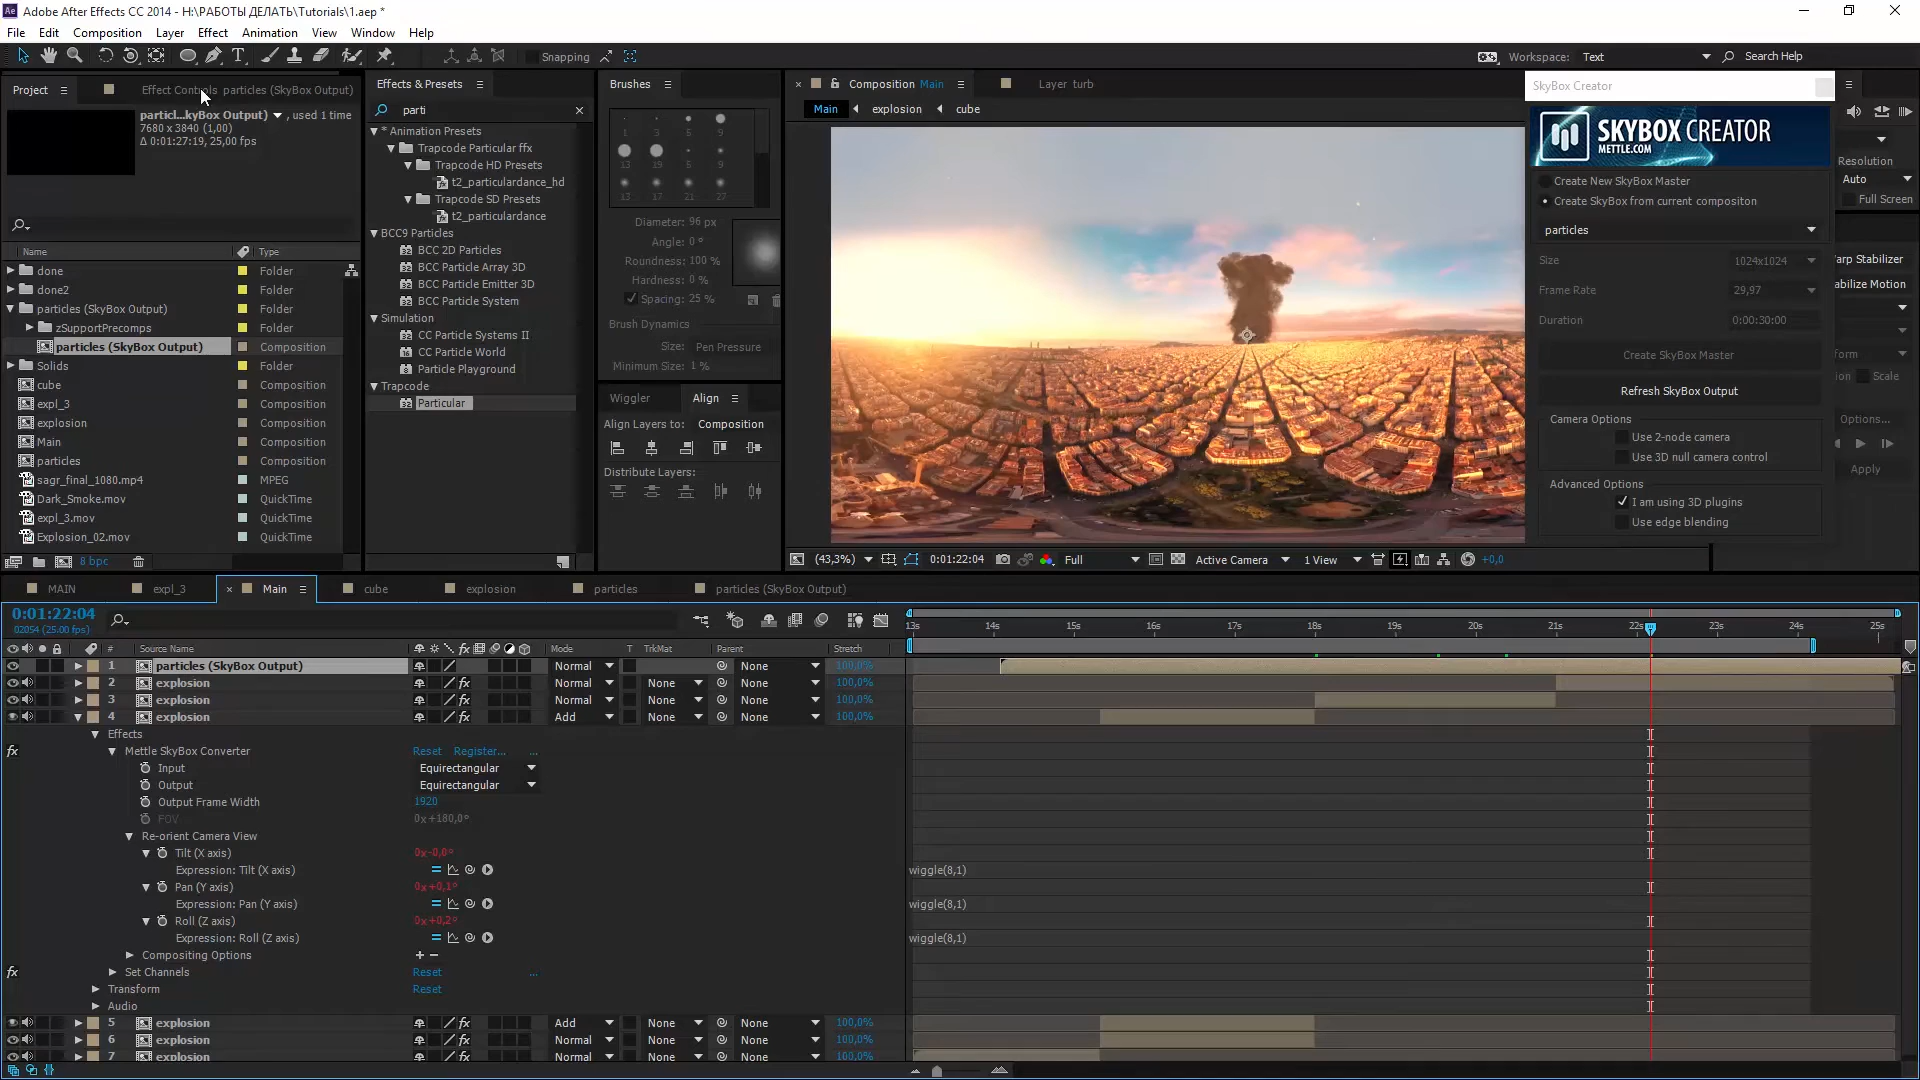 Adobe After Effects CC 2014 - H:\РАБОТЫ ДЕЛАТЬ\Tutorials\1.aep *
File Edit Composition Layer Effect Animation View Window Help
Snapping
Workspace: Text
Search Help
Project
Effect Controls particles (SkyBox Output)
particl...kyBox Output) , used 1 time
7680 x 3840 (1,00)
Δ 0:01:27:19, 25,00 fps
Name Type
done Folder
done2 Folder
particles (SkyBox Output) Folder
zSupportPrecomps Folder
particles (SkyBox Output) Composition
Solids Folder
cube Composition
expl_3 Composition
explosion Composition
Main Composition
particles Composition
sagr_final_1080.mp4 MPEG
Dark_Smoke.mov QuickTime
expl_3.mov QuickTime
Explosion_02.mov QuickTime
8 bpc
Effects & Presets
parti
* Animation Presets
Trapcode Particular ffx
Trapcode HD Presets
t2_particulardance_hd
Trapcode SD Presets
t2_particulardance
BCC9 Particles
BCC 2D Particles
BCC Particle Array 3D
BCC Particle Emitter 3D
BCC Particle System
Simulation
CC Particle Systems II
CC Particle World
Particle Playground
Trapcode
Particular
Brushes
1 3 5 9
13 19 5 9
13 17 21 27
Diameter: 96 px
Angle: 0°
Roundness: 100 %
Hardness: 0 %
Spacing: 25 %
Brush Dynamics
Size: Pen Pressure
Minimum Size: 1 %
Wiggler Align
Align Layers to: Composition
Distribute Layers:
Composition Main
Layer turb
Main explosion cube
(43,3%) 0:01:22:04 Full Active Camera 1 View +0,0
SkyBox Creator
SKYBOX CREATOR
METTLE.COM
Create New SkyBox Master
Create SkyBox from current compositon
particles
Size 1024x1024
Frame Rate 29,97
Duration 0:00:30:00
Create SkyBox Master
Refresh SkyBox Output
Camera Options
Use 2-node camera
Use 3D null camera control
Advanced Options
I am using 3D plugins
Use edge blending
Resolution
Auto
Full Screen
arp Stabilizer
abilize Motion
form
ion Scale
Options...
Apply
MAIN expl_3 Main cube explosion particles particles (SkyBox Output)
0:01:22:04
02054 (25.00 fps)
13s 14s 15s 16s 17s 18s 19s 20s 21s 22s 23s 24s 25s
# Source Name Mode T TrkMat Parent Stretch
1 particles (SkyBox Output) Normal None 100,0%
2 explosion Normal None None 100,0%
3 explosion Normal None None 100,0%
4 explosion Add None None 100,0%
Effects
fx Mettle SkyBox Converter Reset Register... ...
Input Equirectangular
Output Equirectangular
Output Frame Width 1920
FOV 0x+180,0°
Re-orient Camera View
Tilt (X axis) 0x-0,0°
Expression: Tilt (X axis) wiggle(8,1)
Pan (Y axis) 0x+0,1°
Expression: Pan (Y axis) wiggle(8,1)
Roll (Z axis) 0x+0,2°
Expression: Roll (Z axis) wiggle(8,1)
Compositing Options + −
fx Set Channels Reset ...
Transform Reset
Audio
5 explosion Add None None 100,0%
6 explosion Normal None None 100,0%
7 explosion Normal None None 100,0%